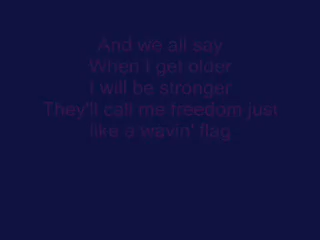 And we all say
When I get older
I will be stronger
They'll call me freedom just
like a wavin' flag